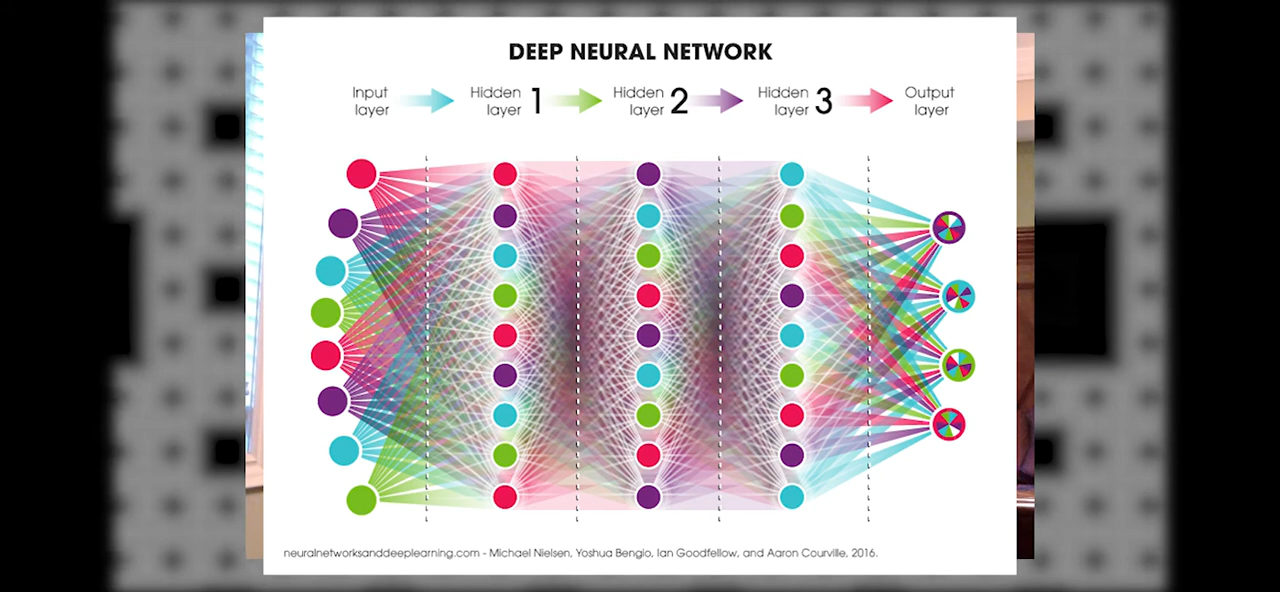 DEEP NEURAL NETWORK
Input
layer
Hidden
layer 1
Hidden
layer 2
Hidden
layer 3
Output
layer
neuralnetworksanddeeplearning.com - Michael Nielsen, Yoshua Bengio, Ian Goodfellow, and Aaron Courville, 2016.